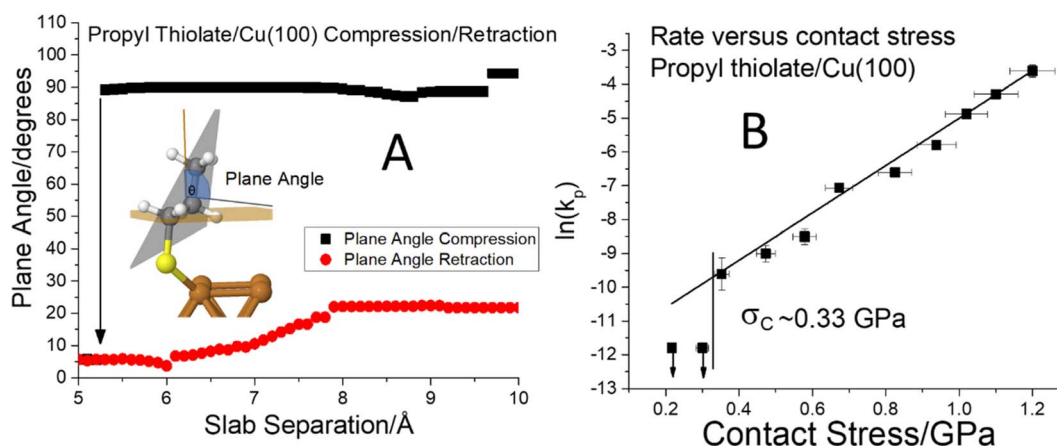 Propyl Thiolate/Cu(100) Compression/Retraction
A
Plane Angle
θ
Plane Angle Compression
Plane Angle Retraction
Plane Angle/degrees
110
100
90
80
70
60
50
40
30
20
10
0
5
6
7
8
9
10
Slab Separation/Å
Rate versus contact stress
Propyl thiolate/Cu(100)
B
σC ~0.33 GPa
ln(kp)
-3
-4
-5
-6
-7
-8
-9
-10
-11
-12
-13
0.2
0.4
0.6
0.8
1.0
1.2
Contact Stress/GPa